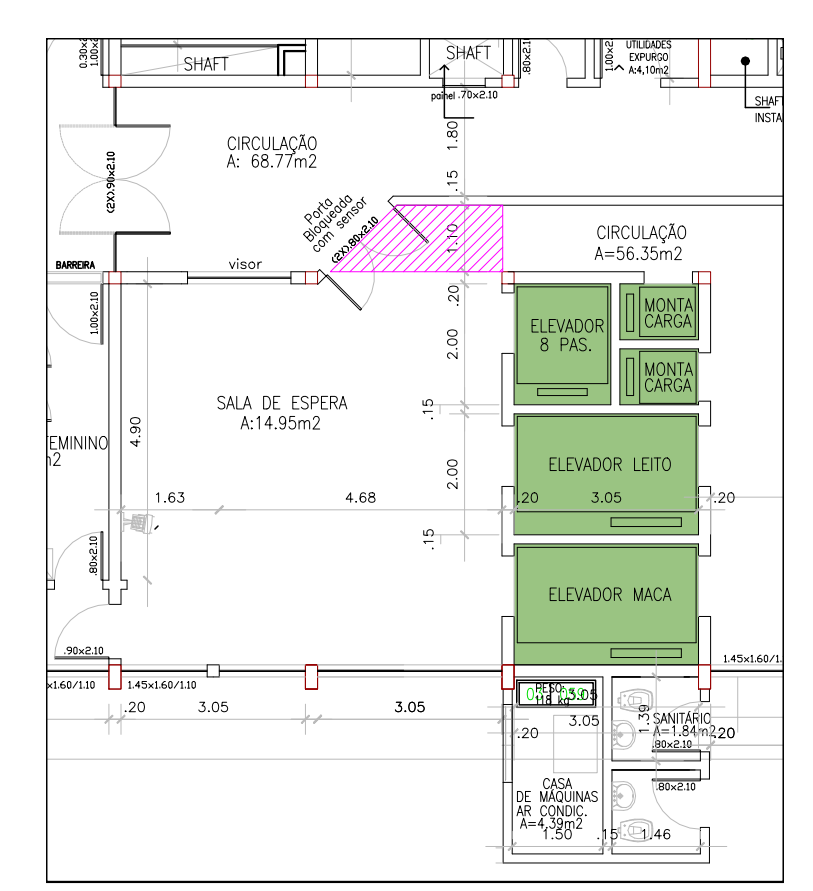 0.30x
1.00x2
SHAFT
SHAFT
.80x2.10
1.00x2
UTILIDADES
EXPURGO
A:4,10m2
painel .70x2.10
SHAFT
INSTA
CIRCULAÇÃO
A: 68.77m2
1.80
.15
(2X).90x2.10
Porta
Bloqueada
com sensor
(2X).80x2.10
1.10
CIRCULAÇÃO
A=56.35m2
BARREIRA
visor
1.00x2.10
.20
ELEVADOR
8 PAS.
MONTA
CARGA
2.00
MONTA
CARGA
SALA DE ESPERA
A:14.95m2
.15
4.90
EMININO
2
ELEVADOR LEITO
2.00
1.63
4.68
.20
3.05
.20
.15
.80x2.10
ELEVADOR MACA
.90x2.10
1.45x1.60/1.
x1.60/1.10
1.45x1.60/1.10
PESO
118 kg
3.05
.20
3.05
3.05
3.05
1.39
SANITÁRIO
A=1.84m2
.80x2.10
.20
.20
CASA
DE MÁQUINAS
AR CONDIC.
A=4,39m2
.80x2.10
1.50
.15
1.46